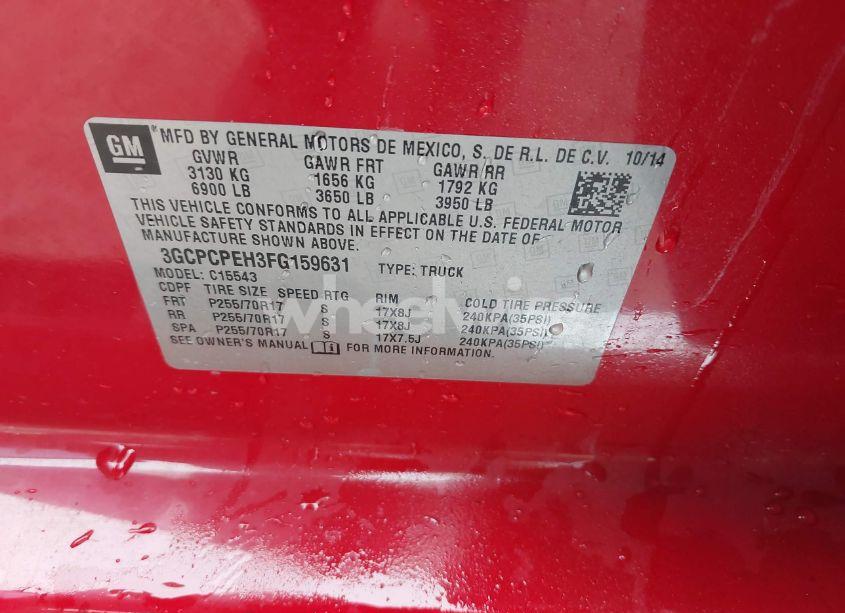 GM
MFD BY GENERAL MOTORS DE MEXICO, S. DE R.L. DE C.V. 10/14
GVWR GAWR FRT GAWR RR
3130 KG 1656 KG 1792 KG
6900 LB 3650 LB 3950 LB
THIS VEHICLE CONFORMS TO ALL APPLICABLE U.S. FEDERAL MOTOR
VEHICLE SAFETY STANDARDS IN EFFECT ON THE DATE OF
MANUFACTURE SHOWN ABOVE.
3GCPCPEH3FG159631 TYPE: TRUCK
MODEL: C15543
CDPF TIRE SIZE SPEED RTG RIM COLD TIRE PRESSURE
FRT P255/70R17 S 17X8J 240KPA(35PSI)
RR P255/70R17 S 17X8J 240KPA(35PSI)
SPA P255/70R17 S 17X7.5J 240KPA(35PSI)
SEE OWNER'S MANUAL FOR MORE INFORMATION.